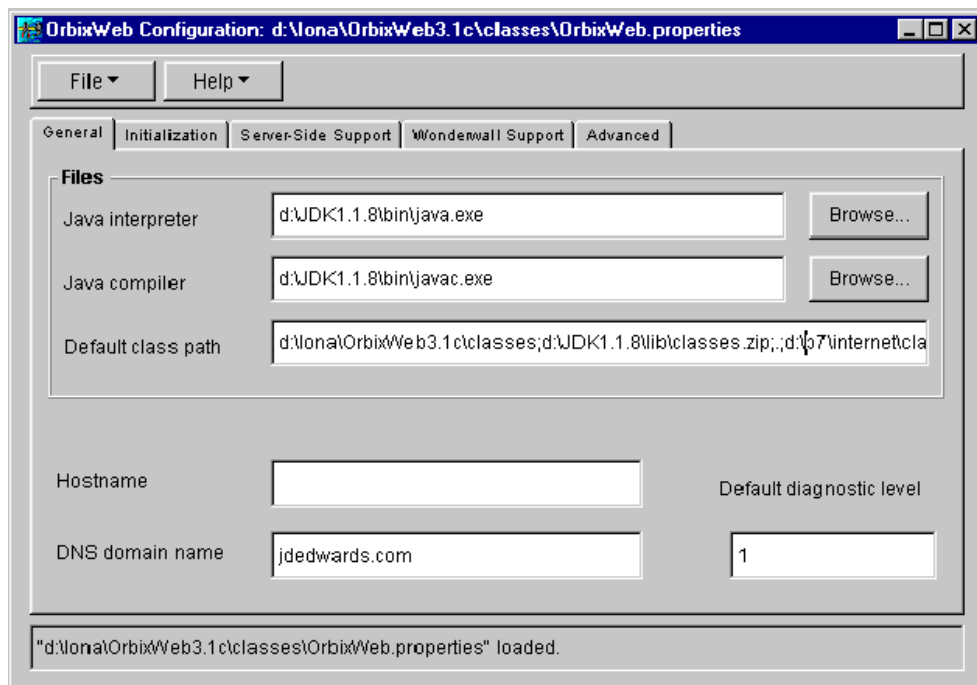 OrbixWeb Configuration: d:\Iona\OrbixWeb3.1c\classes\OrbixWeb.properties
File Help
General Initialization Server-Side Support Wonderwall Support Advanced
Files
Java interpreter d:\JDK1.1.8\bin\java.exe Browse...
Java compiler d:\JDK1.1.8\bin\javac.exe Browse...
Default class path d:\Iona\OrbixWeb3.1c\classes;d:\JDK1.1.8\lib\classes.zip;.;d:\b7\internet\cla
Hostname
Default diagnostic level
DNS domain name jdedwards.com 1
"d:\Iona\OrbixWeb3.1c\classes\OrbixWeb.properties" loaded.